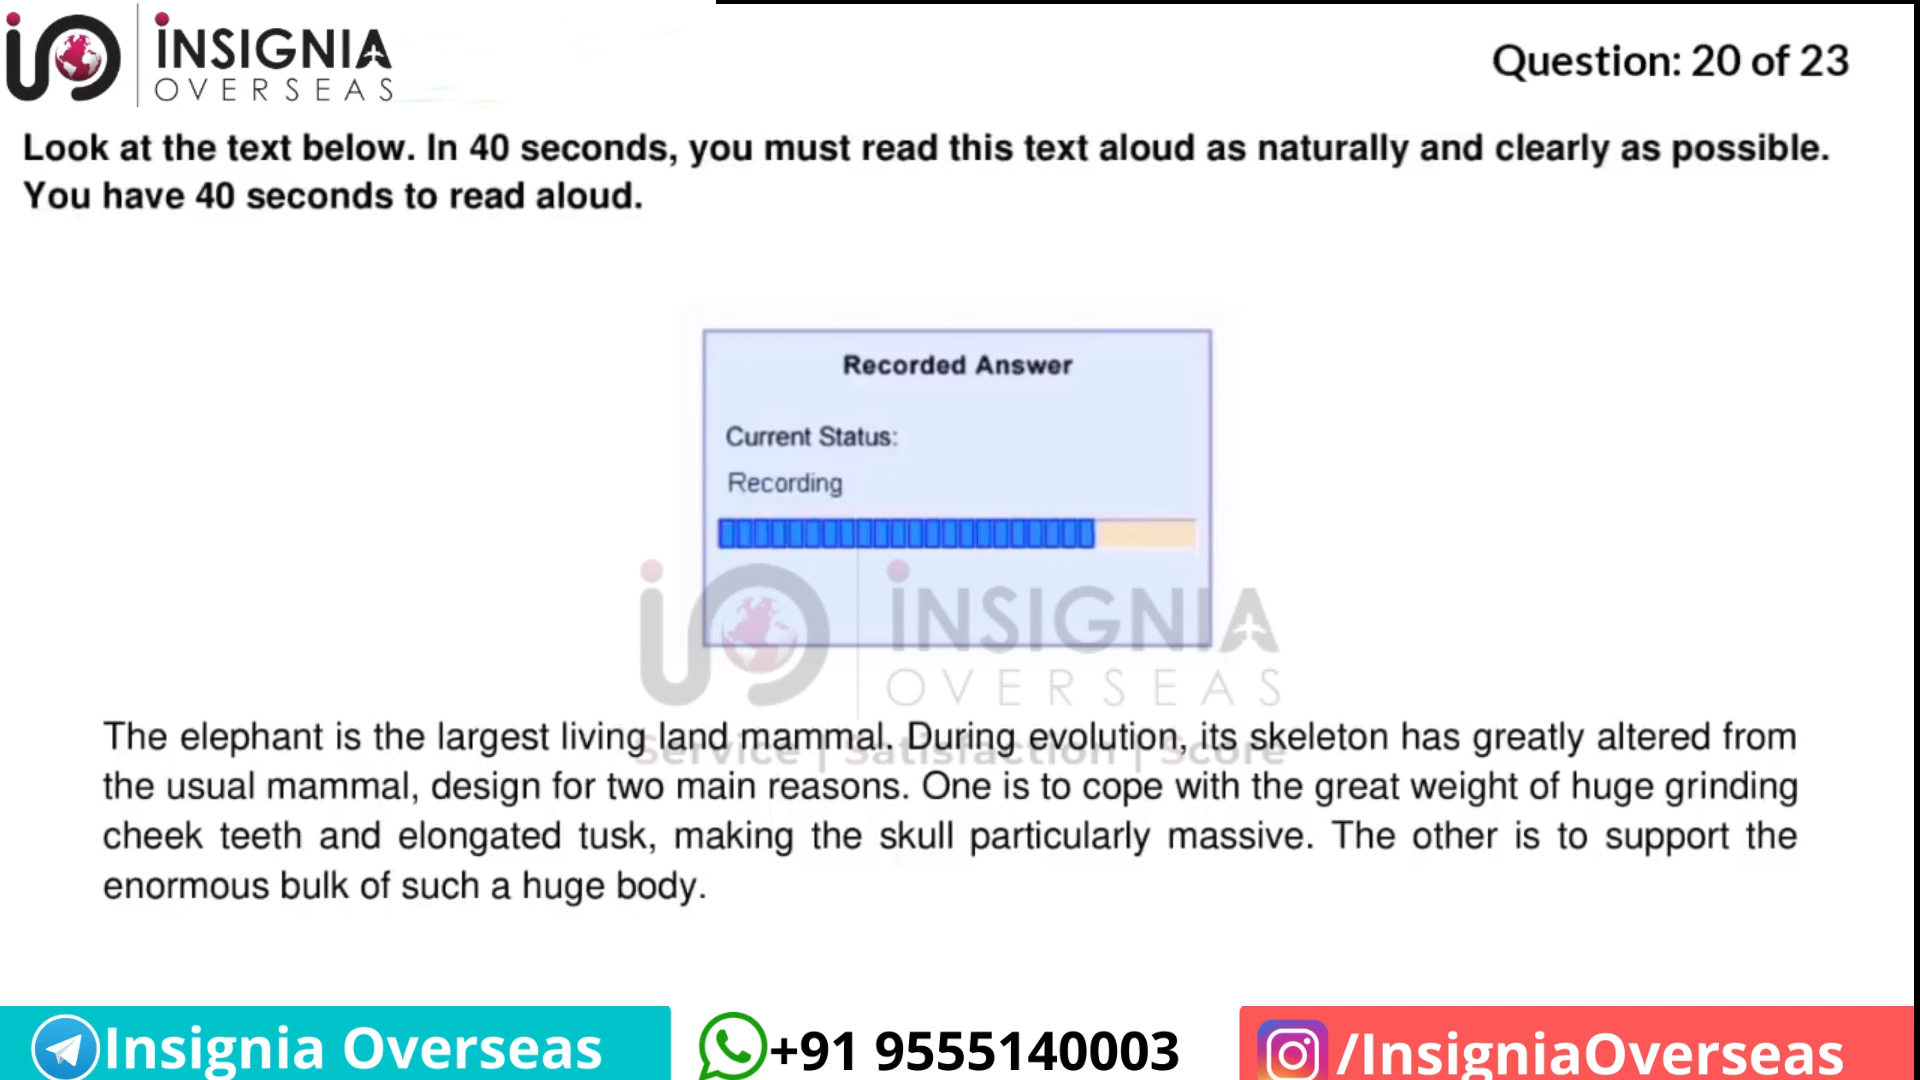 INSIGNIA
OVERSEAS
Question: 20 of 23
Look at the text below. In 40 seconds, you must read this text aloud as naturally and clearly as possible.
You have 40 seconds to read aloud.
Recorded Answer
Current Status:
Recording
INSIGNIA
OVERSEAS
Service | Satisfaction | Score
The elephant is the largest living land mammal. During evolution, its skeleton has greatly altered from
the usual mammal, design for two main reasons. One is to cope with the great weight of huge grinding
cheek teeth and elongated tusk, making the skull particularly massive. The other is to support the
enormous bulk of such a huge body.
Insignia Overseas
+91 9555140003
/InsigniaOverseas